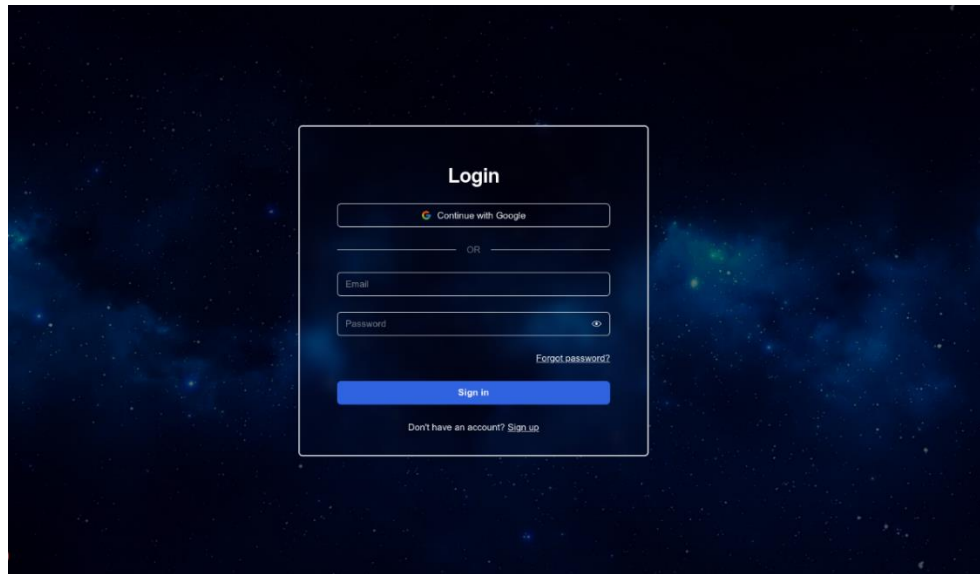 Login
Continue with Google
OR
Email
Password
Forgot password?
Sign in
Don't have an account? Sign up